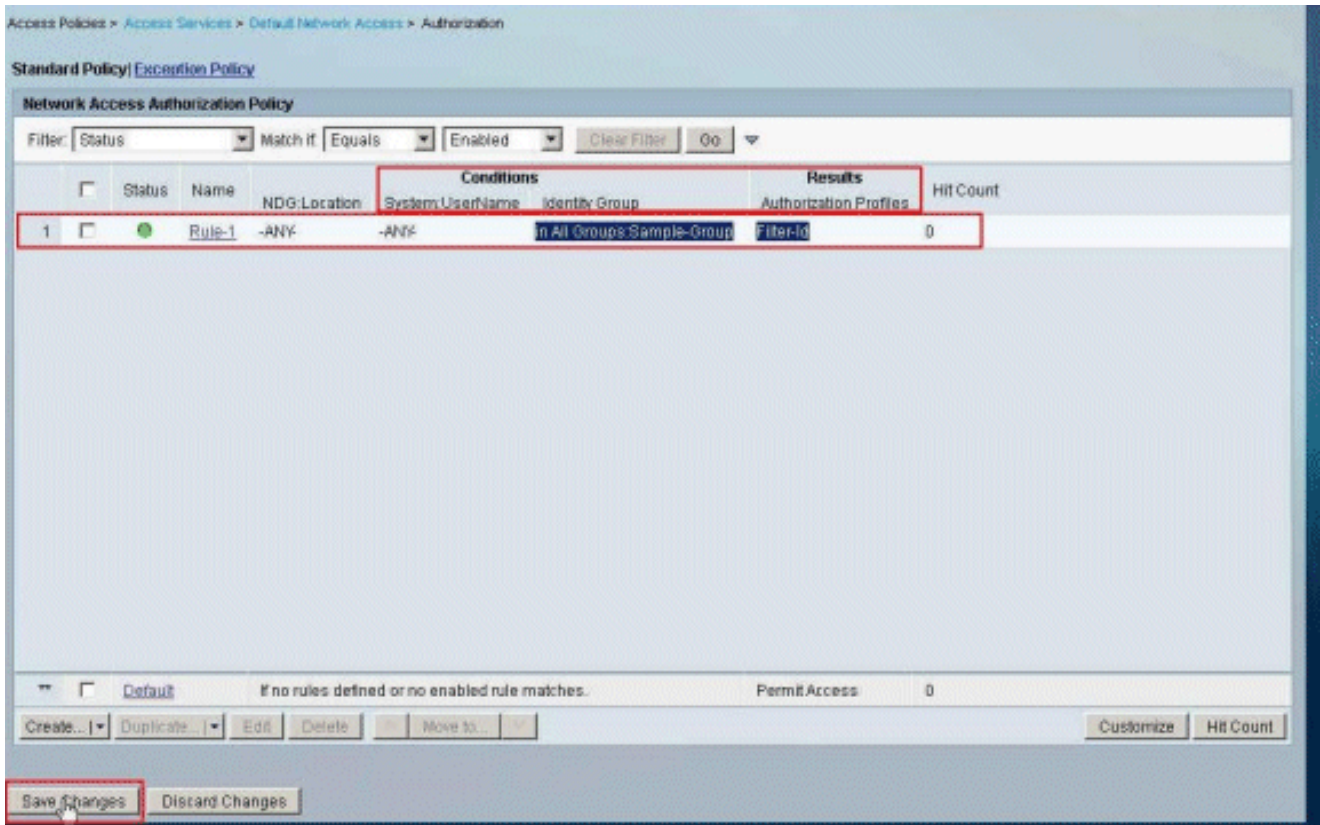 Access Policies > Access Services > Default Network Access > Authorization
Standard Policy| Exception Policy
Network Access Authorization Policy
Filter: Status Match if: Equals Enabled Clear Filter Go
Conditions Results
Status Name NDG:Location System:UserName Identity Group Authorization Profiles Hit Count
1 Rule-1 -ANY- -ANY- in All Groups:Sample-Group Filter-Id 0
** Default If no rules defined or no enabled rule matches. Permit Access 0
Create... | Duplicate... | Edit Delete Move to... Customize Hit Count
Save Changes Discard Changes